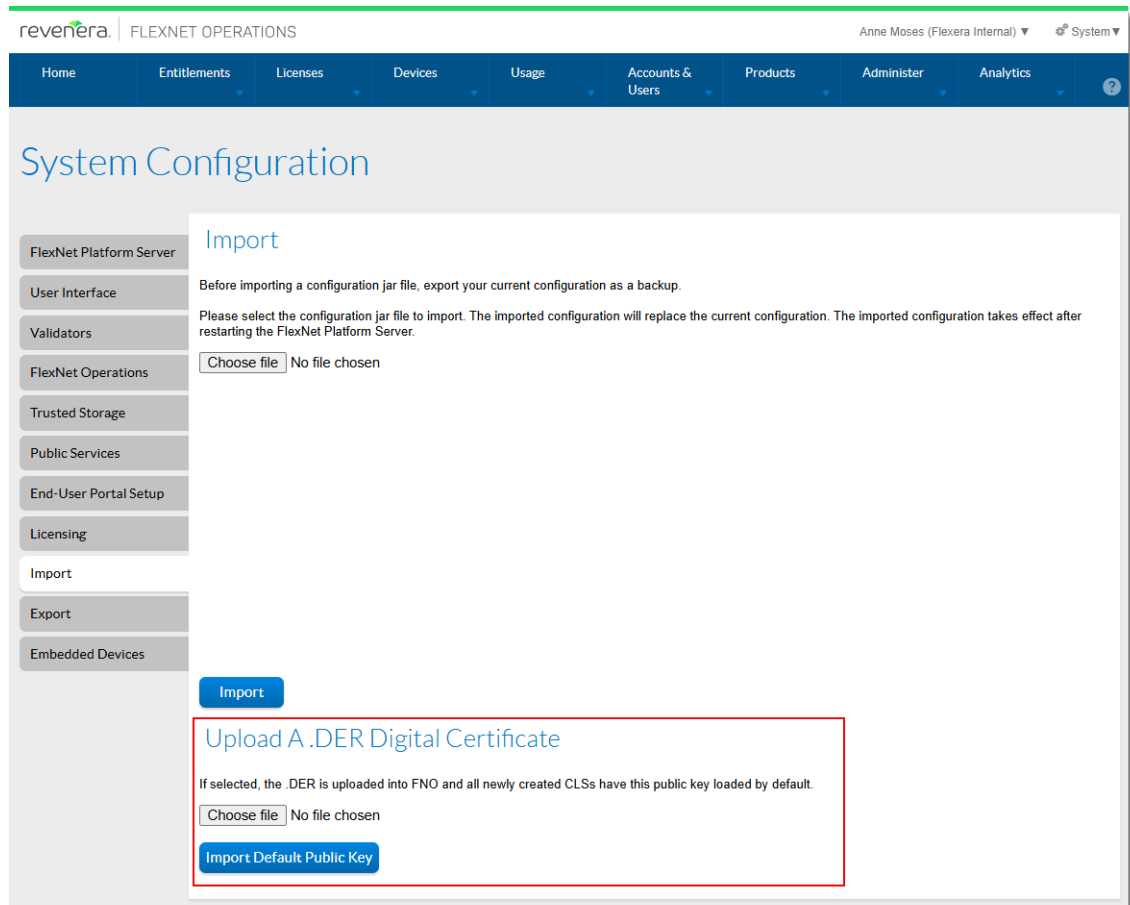 revenera. FLEXNET OPERATIONS
Anne Moses (Flexera Internal) ▼ System▼
Home Entitlements Licenses Devices Usage Accounts & Users Products Administer Analytics ?
System Configuration
FlexNet Platform Server
User Interface
Validators
FlexNet Operations
Trusted Storage
Public Services
End-User Portal Setup
Licensing
Import
Export
Embedded Devices
Import
Before importing a configuration jar file, export your current configuration as a backup.
Please select the configuration jar file to import. The imported configuration will replace the current configuration. The imported configuration takes effect after
restarting the FlexNet Platform Server.
Choose file No file chosen
Import
Upload A .DER Digital Certificate
If selected, the .DER is uploaded into FNO and all newly created CLSs have this public key loaded by default.
Choose file No file chosen
Import Default Public Key